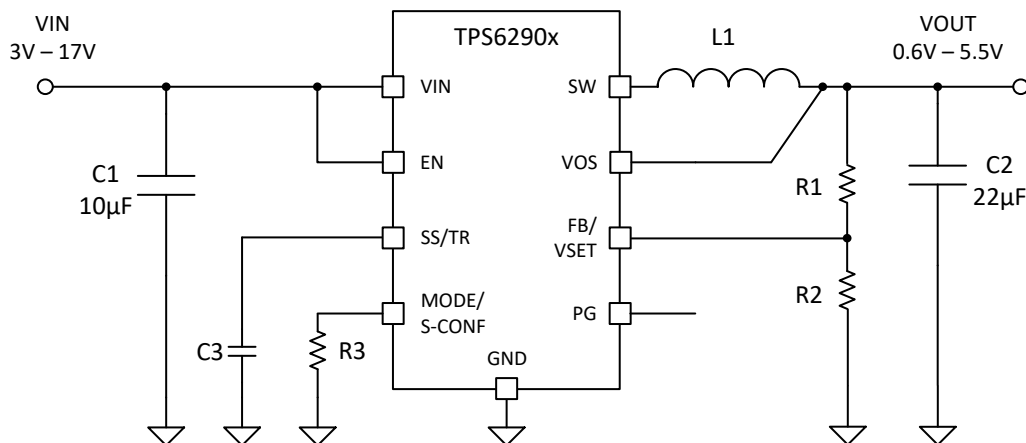 VIN
3V – 17V
TPS6290x
L1
VOUT
0.6V – 5.5V
VIN
SW
C1
10µF
EN
VOS
R1
C2
22µF
SS/TR
FB/
VSET
MODE/
S-CONF
PG
R2
C3
R3
GND